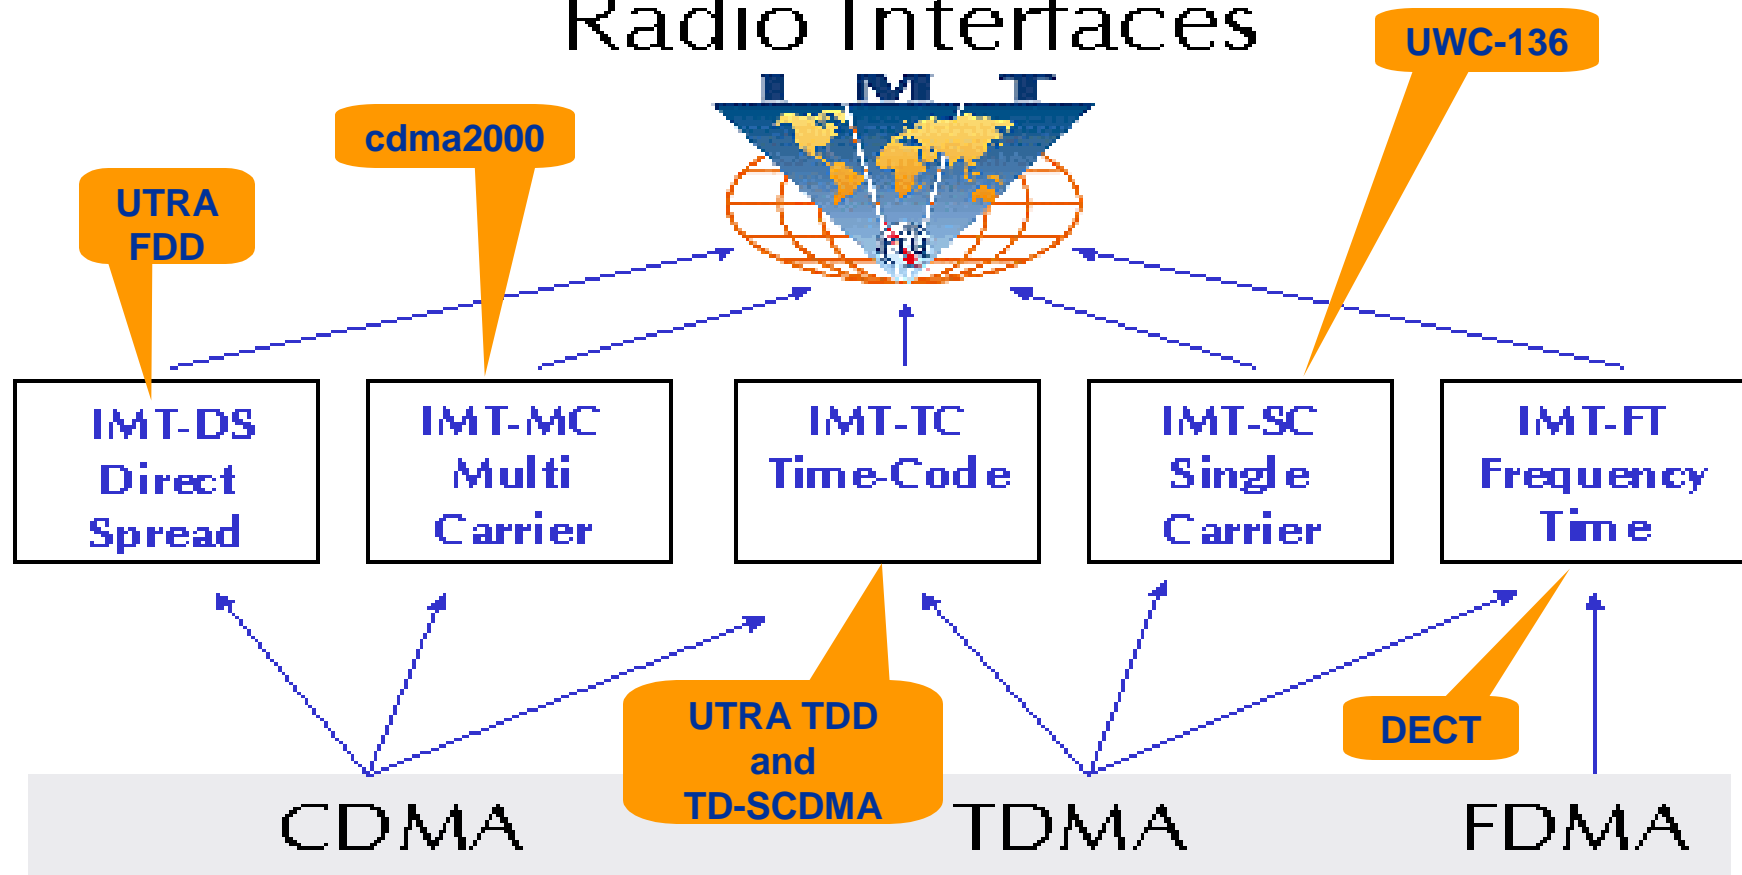 Radio Interfaces
UWC-136
I M T
cdma2000
UTRA
FDD
ITU
IMT-DS
Direct
Spread
IMT-MC
Multi
Carrier
IMT-TC
Time-Code
IMT-SC
Single
Carrier
IMT-FT
Frequency
Time
UTRA TDD
and
TD-SCDMA
DECT
CDMA
TDMA
FDMA